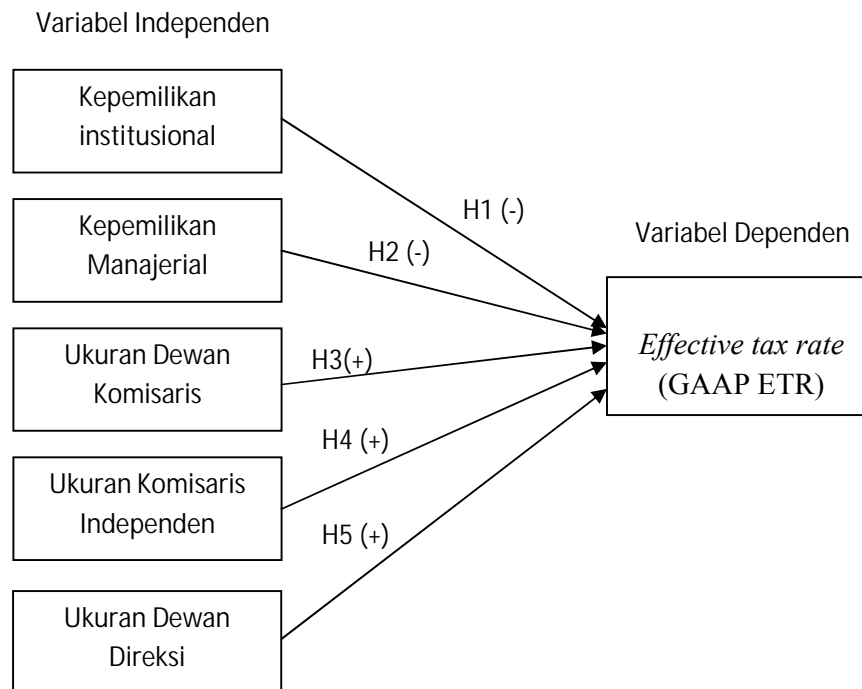 Variabel Independen
Kepemilikan
institusional
H1 (-)
Kepemilikan
Manajerial
H2 (-)
Variabel Dependen
Effective tax rate
(GAAP ETR)
Ukuran Dewan
Komisaris
H3(+)
H4 (+)
Ukuran Komisaris
Independen
H5 (+)
Ukuran Dewan
Direksi